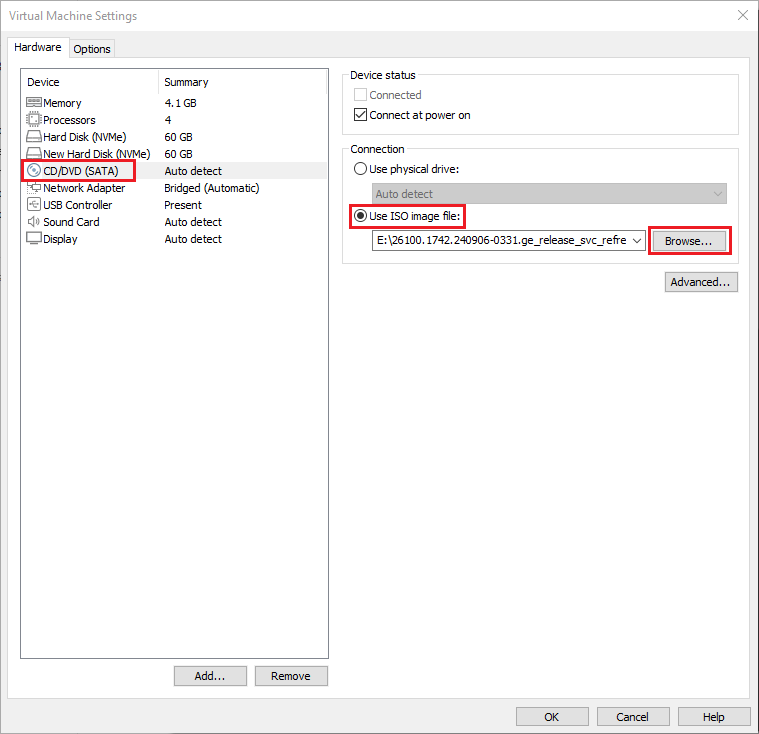 Virtual Machine Settings
Hardware Options
Device Summary
Memory 4.1 GB
Processors 4
Hard Disk (NVMe) 60 GB
New Hard Disk (NVMe) 60 GB
CD/DVD (SATA) Auto detect
Network Adapter Bridged (Automatic)
USB Controller Present
Sound Card Auto detect
Display Auto detect
Add...
Remove
Device status
Connected
Connect at power on
Connection
Use physical drive:
Auto detect
Use ISO image file:
E:\26100.1742.240906-0331.ge_release_svc_refre
Browse...
Advanced...
OK Cancel Help